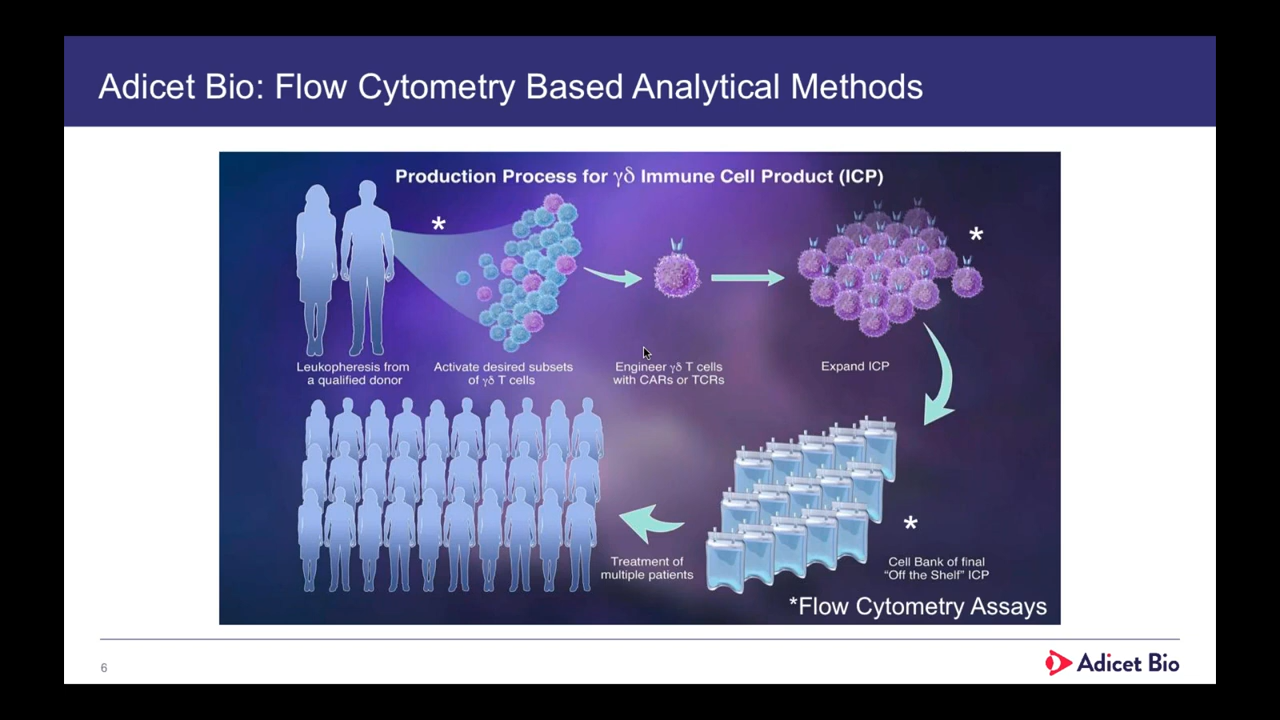 Adicet Bio: Flow Cytometry Based Analytical Methods
Production Process for γδ Immune Cell Product (ICP)
*
*
Leukopheresis from
a qualified donor
Activate desired subsets
of γδ T cells
Engineer γδ T cells
with CARs or TCRs
Expand ICP
*
Treatment of
multiple patients
Cell Bank of final
“Off the Shelf” ICP
*Flow Cytometry Assays
6
Adicet Bio